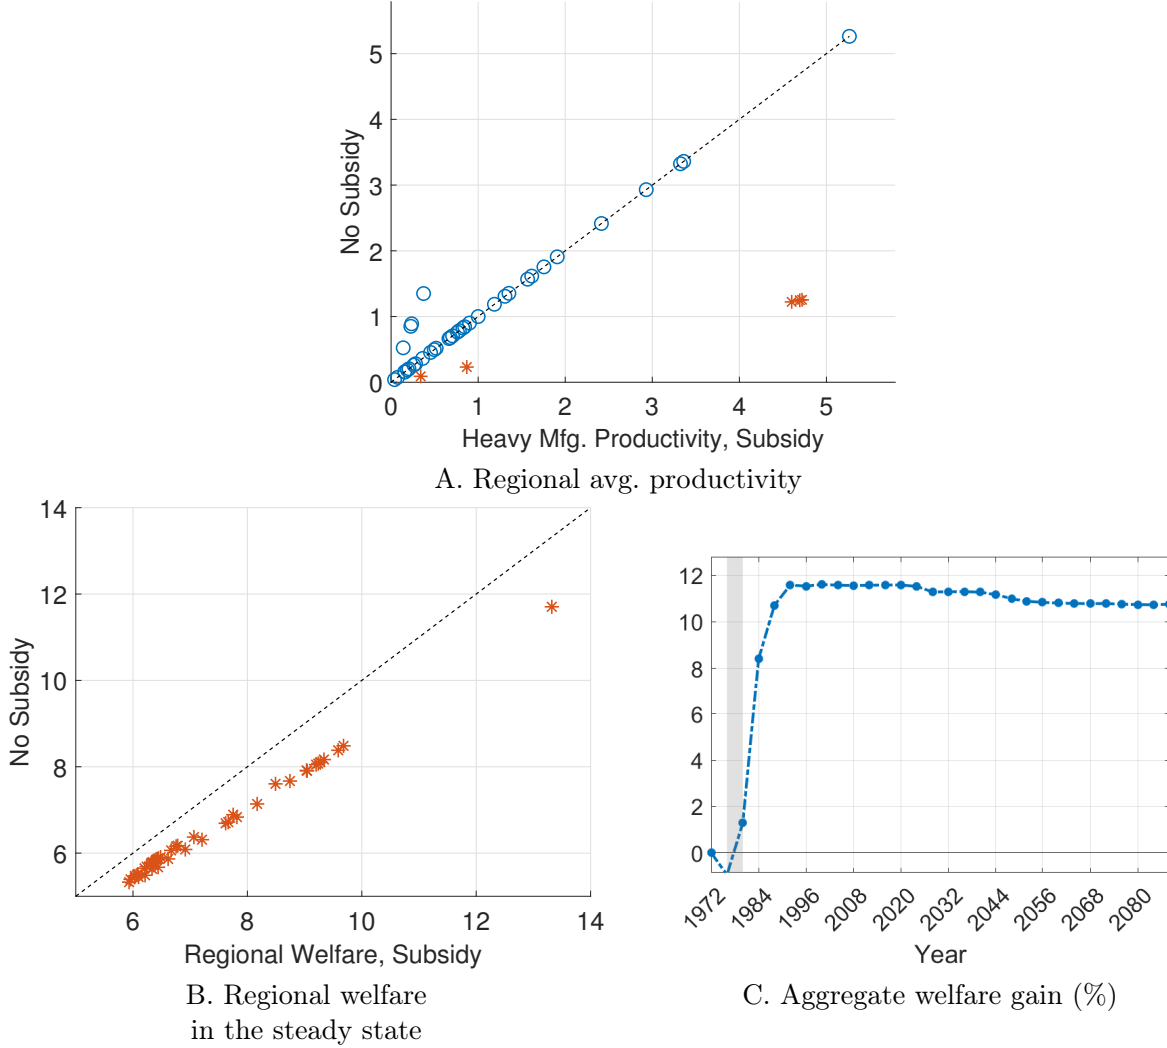 No Subsidy
5
4
3
2
1
0
0 1 2 3 4 5
Heavy Mfg. Productivity, Subsidy
A. Regional avg. productivity
No Subsidy
14
12
10
8
6
6 8 10 12 14
Regional Welfare, Subsidy
B. Regional welfare
in the steady state
12
10
8
6
4
2
0
1972 1984 1996 2008 2020 2032 2044 2056 2068 2080
Year
C. Aggregate welfare gain (%)